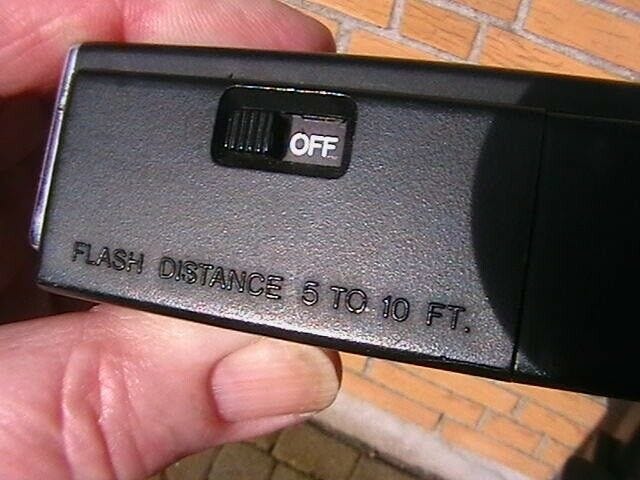 OFF
FLASH DISTANCE 5 TO 10 FT.